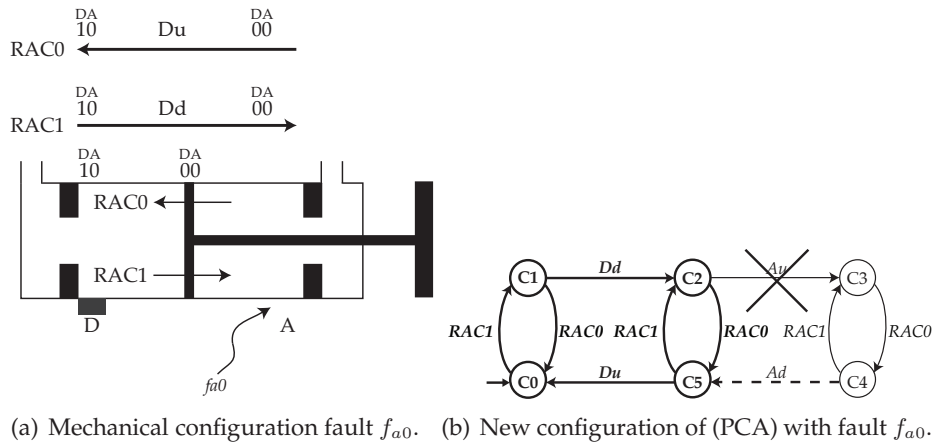 DA DA
10 Du 00
RAC0
DA DA
10 Dd 00
RAC1
DA DA
10 00
RAC0
RAC1
D A
fa0
C1 Dd C2 Au C3
RAC1 RAC0 RAC1 RAC0 RAC1 RAC0
C0 Du C5 Ad C4
(a) Mechanical configuration fault fa0. (b) New configuration of (PCA) with fault fa0.